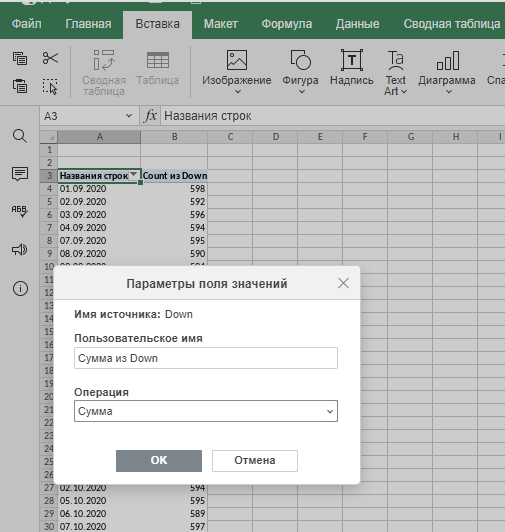 Файл Главная Вставка Макет Формула Данные Сводная таблица
Сводная таблица
Таблица
Изображение
Фигура
Надпись
Text Art
Диаграмма
Спа
A3 fx Названия строк
A B C D E F G H I
1
2
3 Названия строк Count из Down
4 01.09.2020 598
5 02.09.2020 592
6 03.09.2020 596
7 04.09.2020 594
8 07.09.2020 595
9 08.09.2020 590
10
Параметры поля значений
Имя источника: Down
Пользовательское имя
Сумма из Down
Операция
Сумма
OK Отмена
27 02.10.2020 594
28 05.10.2020 595
29 06.10.2020 589
30 07.10.2020 597